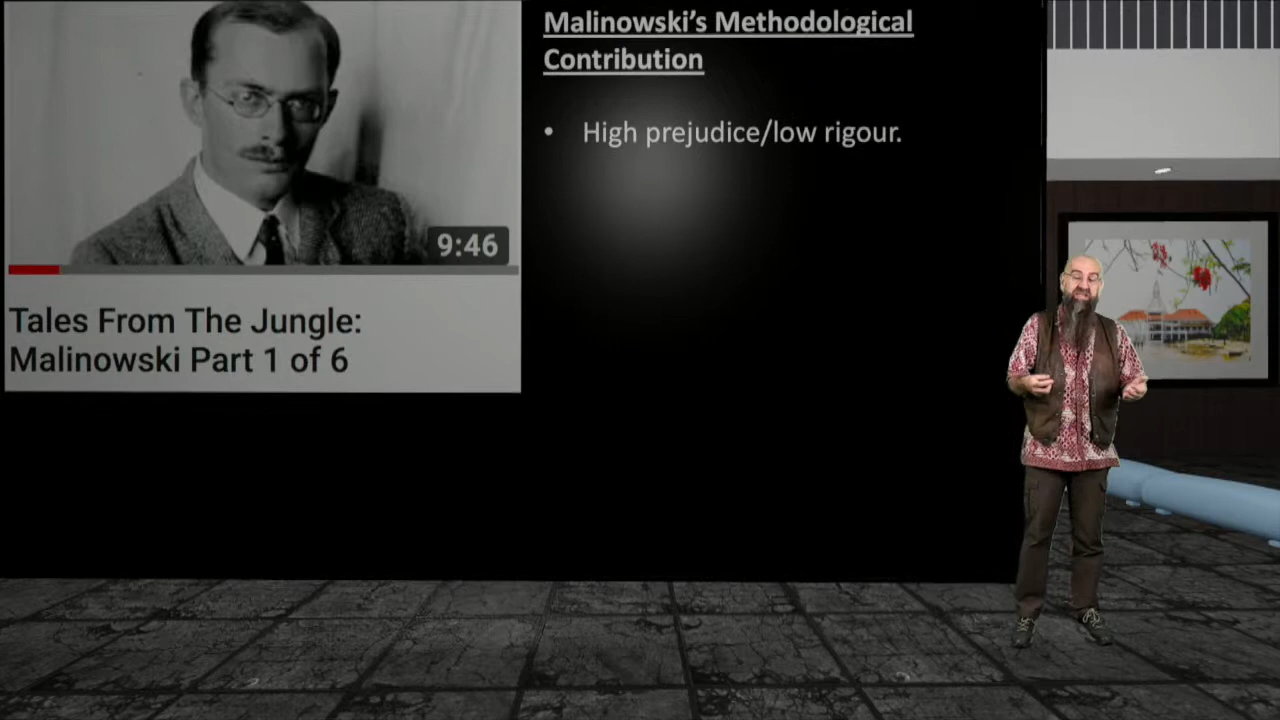 9:46
Tales From The Jungle:
Malinowski Part 1 of 6
Malinowski's Methodological
Contribution
• High prejudice/low rigour.